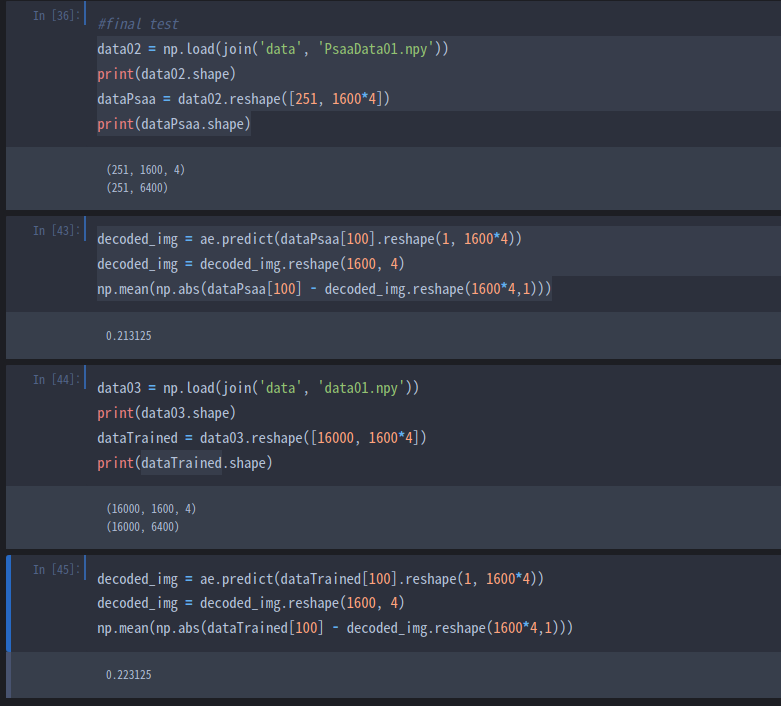 In [36]:
#final test
data02 = np.load(join('data', 'PsaaData01.npy'))
print(data02.shape)
dataPsaa = data02.reshape([251, 1600*4])
print(dataPsaa.shape)
(251, 1600, 4)
(251, 6400)
In [43]:
decoded_img = ae.predict(dataPsaa[100].reshape(1, 1600*4))
decoded_img = decoded_img.reshape(1600, 4)
np.mean(np.abs(dataPsaa[100] - decoded_img.reshape(1600*4,1)))
0.213125
In [44]:
data03 = np.load(join('data', 'data01.npy'))
print(data03.shape)
dataTrained = data03.reshape([16000, 1600*4])
print(dataTrained.shape)
(16000, 1600, 4)
(16000, 6400)
In [45]:
decoded_img = ae.predict(dataTrained[100].reshape(1, 1600*4))
decoded_img = decoded_img.reshape(1600, 4)
np.mean(np.abs(dataTrained[100] - decoded_img.reshape(1600*4,1)))
0.223125